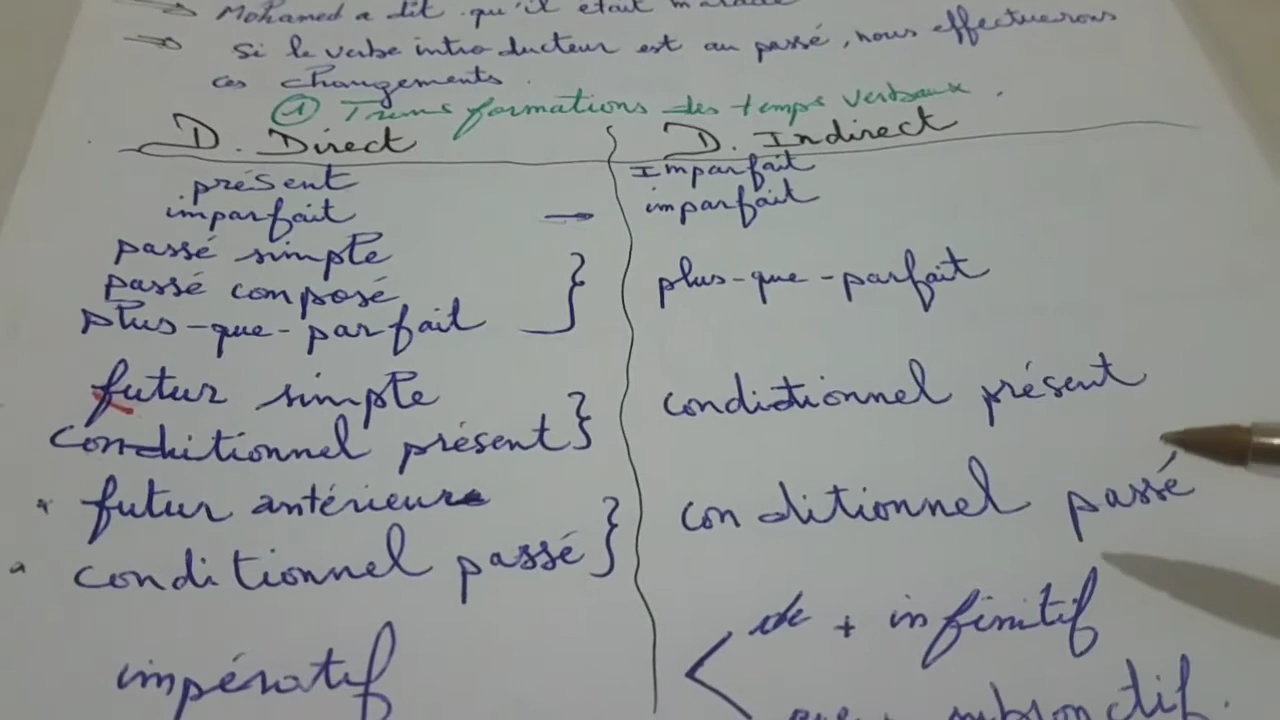 Mohamed a dit qu'il était malade
Si le verbe introducteur est au passé, nous effectuerons
ces changements.
① Transformations des temps verbaux.
D. Direct
D. Indirect
présent
Imparfait
imparfait →
imparfait
passé simple
passé composé
plus-que-parfait
plus-que-parfait
futur simple
conditionnel présent
conditionnel présent
futur antérieur
conditionnel passé
conditionnel passé
impératif
de + infinitif
subjonctif.